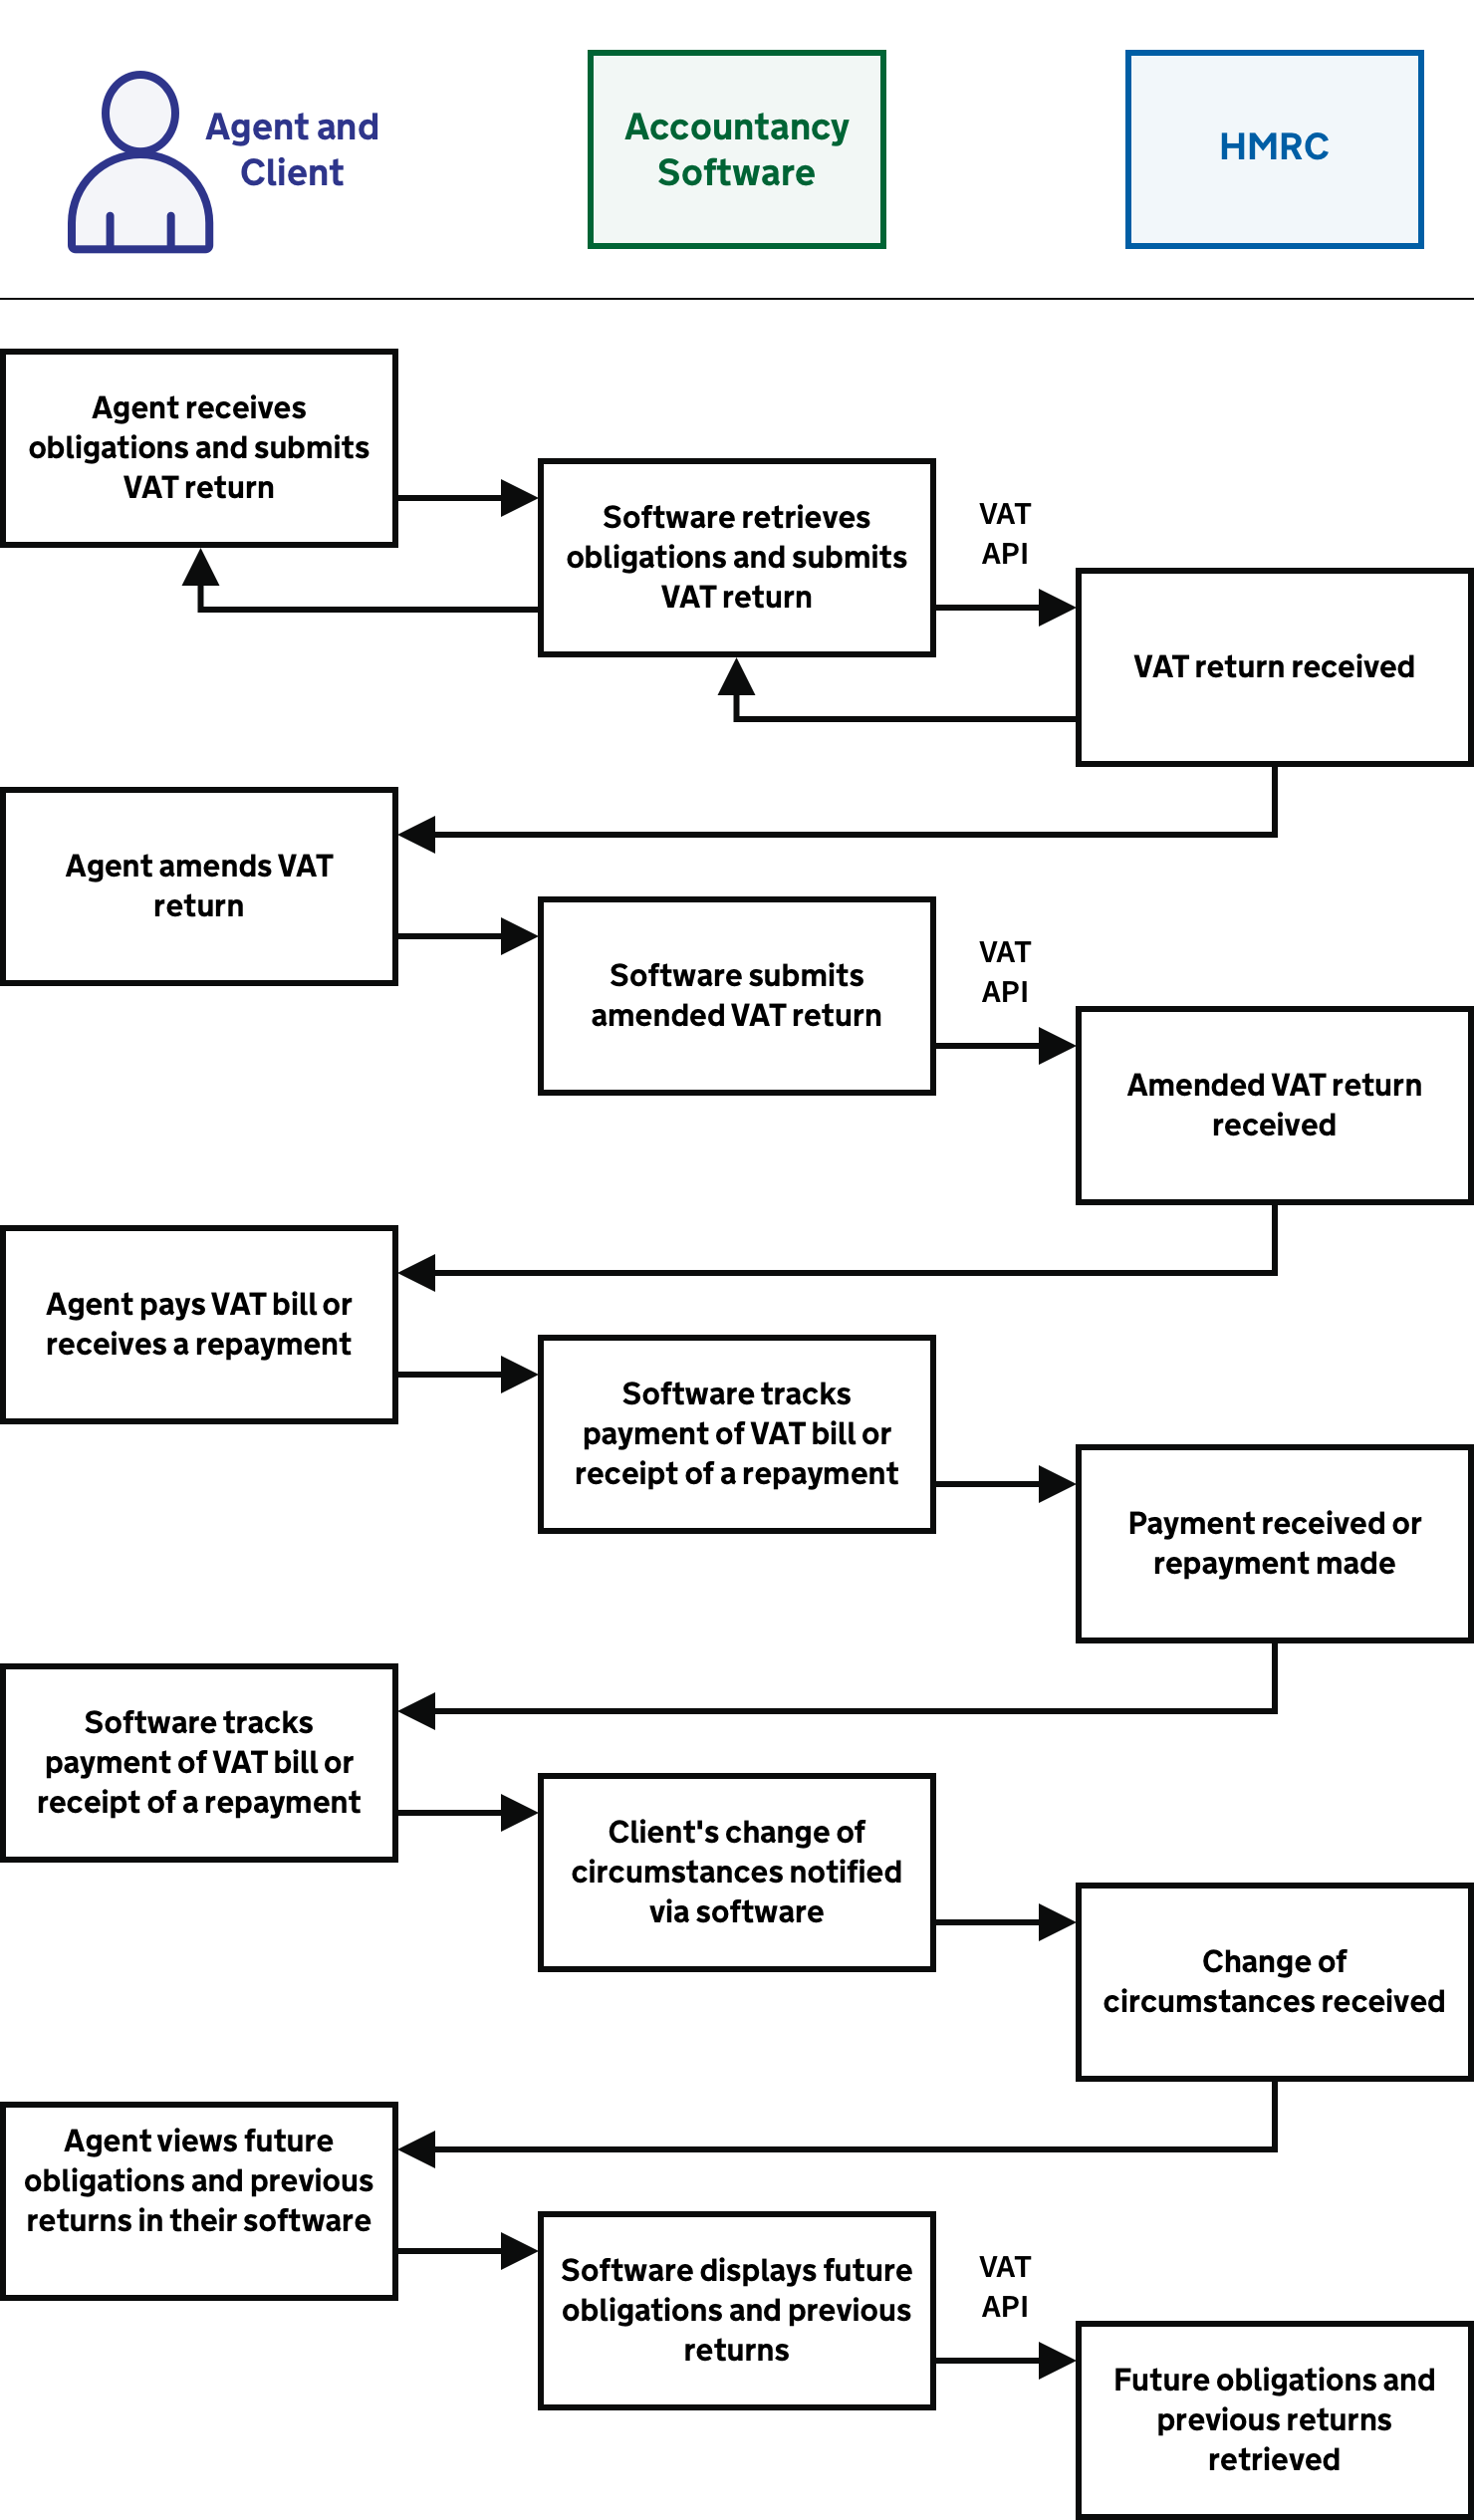 Agent and
Client
Accountancy
Software
HMRC
Agent receives
obligations and submits
VAT return
Software retrieves
obligations and submits
VAT return
VAT
API
VAT return received
Agent amends VAT
return
Software submits
amended VAT return
VAT
API
Amended VAT return
received
Agent pays VAT bill or
receives a repayment
Software tracks
payment of VAT bill or
receipt of a repayment
Payment received or
repayment made
Software tracks
payment of VAT bill or
receipt of a repayment
Client's change of
circumstances notified
via software
Change of
circumstances received
Agent views future
obligations and previous
returns in their software
Software displays future
obligations and previous
returns
VAT
API
Future obligations and
previous returns
retrieved